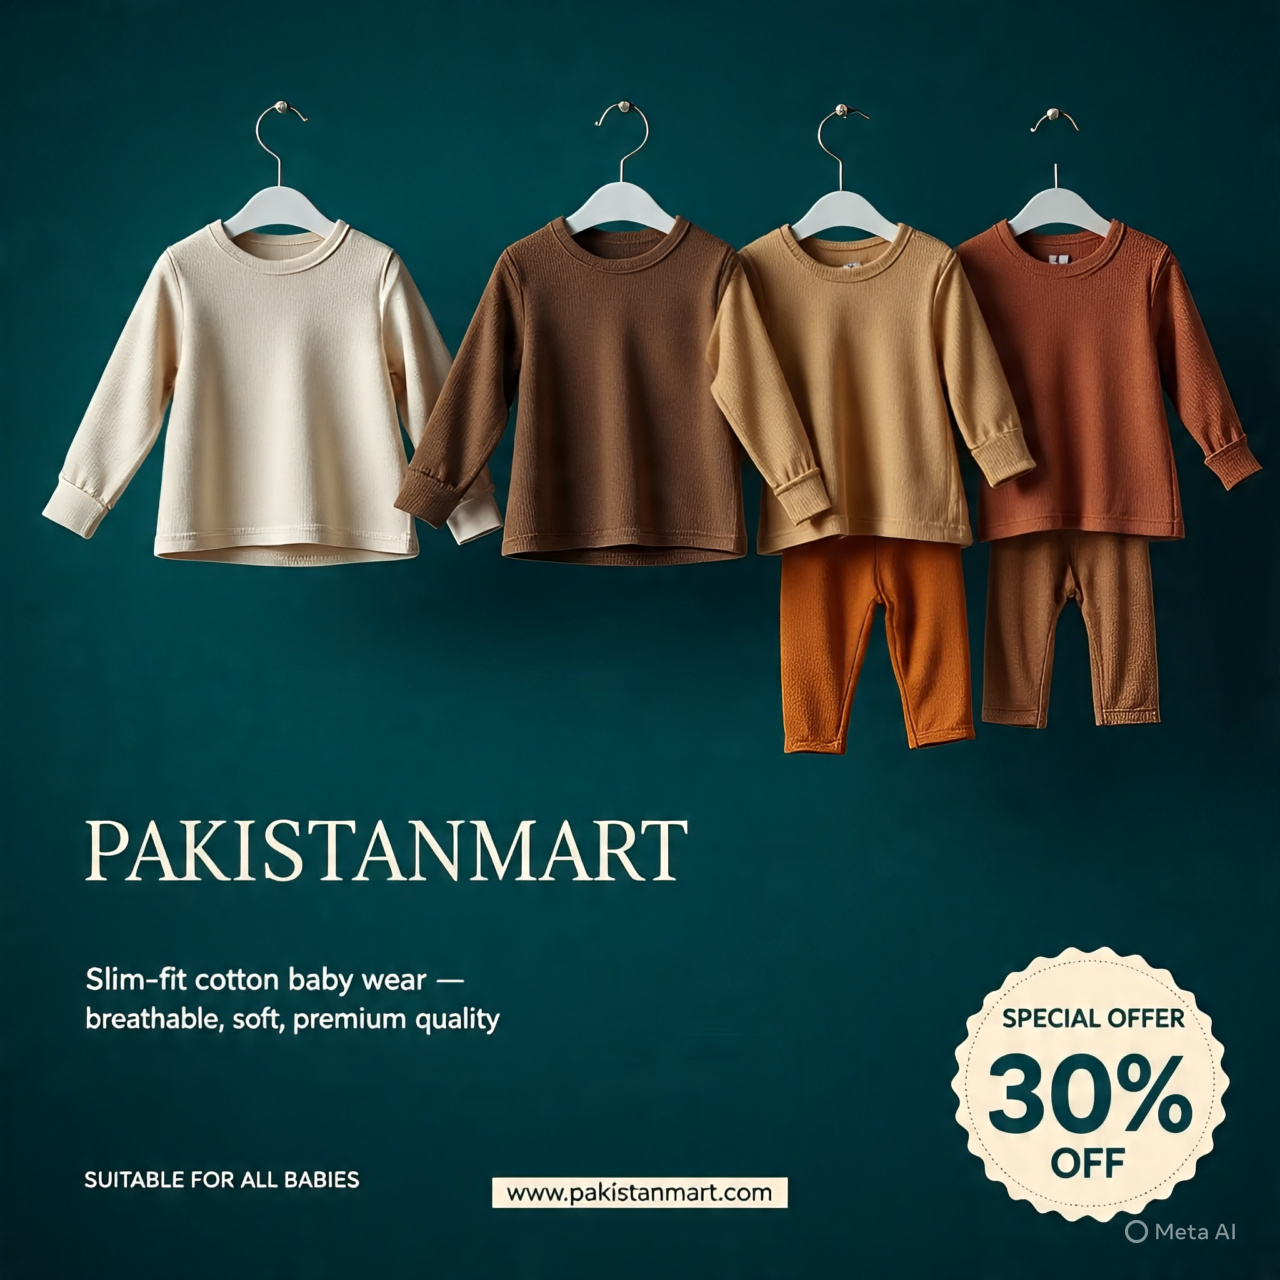 PAKISTANMART
Slim-fit cotton baby wear —
breathable, soft, premium quality
SUITABLE FOR ALL BABIES
www.pakistanmart.com
SPECIAL OFFER
30%
OFF
Meta AI